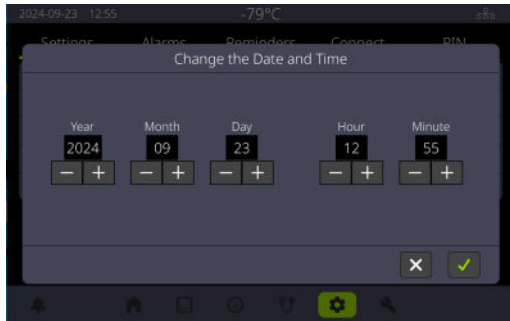 2024-09-23 12:55 -79°C
Settings Alarms Reminders Connect PIN
Change the Date and Time
Year Month Day Hour Minute
2024 09 23 12 55
− + − + − + − + − +